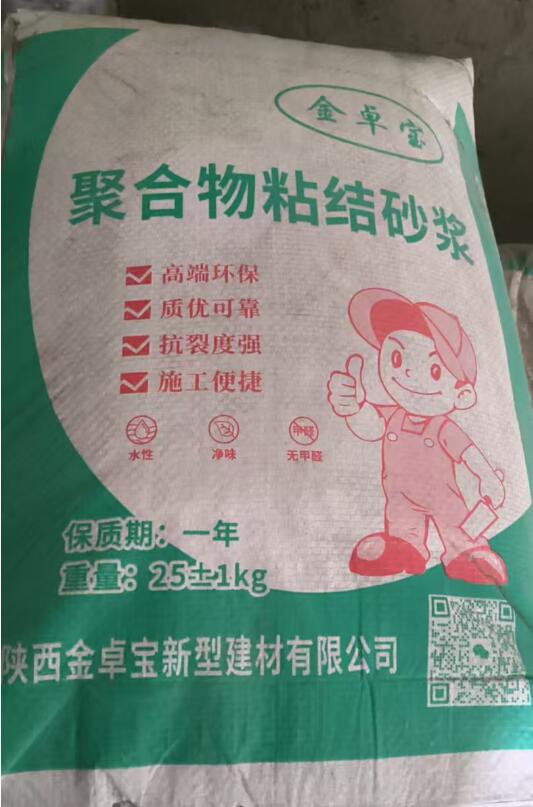 金卓宝
聚合物粘结砂浆
高端环保
质优可靠
抗裂度强
施工便捷
水性 净味 甲醛 无甲醛
保质期：一年
重量：25±1kg
陕西金卓宝新型建材有限公司